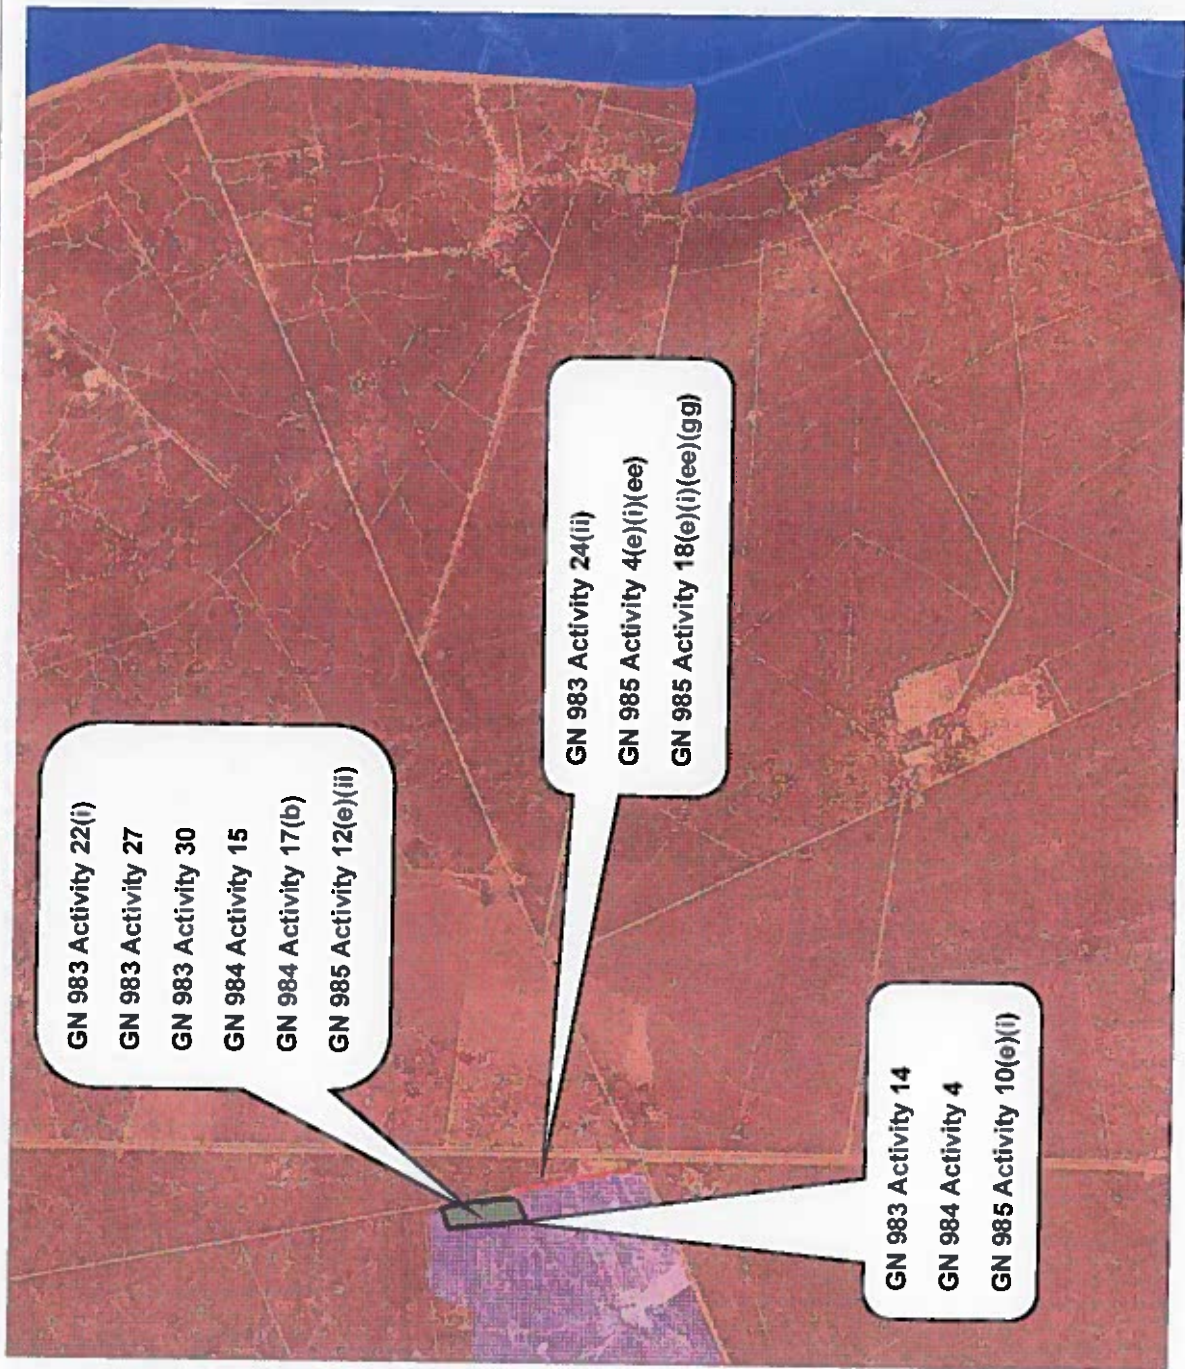 GN 983 Activity 22(i)
GN 983 Activity 27
GN 983 Activity 30
GN 984 Activity 15
GN 984 Activity 17(b)
GN 985 Activity 12(e)(ii)
GN 983 Activity 24(ii)
GN 985 Activity 4(e)(i)(ee)
GN 985 Activity 18(e)(i)(ee)(gg)
GN 983 Activity 14
GN 984 Activity 4
GN 985 Activity 10(e)(i)